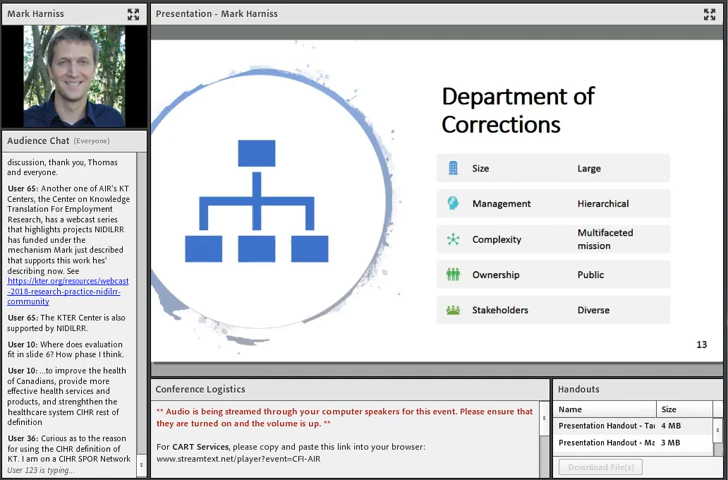 Mark Harniss
Presentation - Mark Harniss
Audience Chat (Everyone)
discussion, thank you, Thomas
and everyone.
User 65: Another one of AIR's KT
Centers, the Center on Knowledge
Translation For Employment
Research, has a webcast series
that highlights projects NIDILRR
has funded under the
mechanism Mark just described
that supports this work hes'
describing now. See
https://kter.org/resources/webcast
-2018-research-practice-nidilrr-
community
User 65: The KTER Center is also
supported by NIDILRR.
User 10: Where does evaluation
fit in slide 6? How phase I think.
User 10: ...to improve the health
of Canadians, provide more
effective health services and
products, and strengthen the
healthcare system CIHR rest of
definition
User 36: Curious as to the reason
for using the CIHR definition of
KT. I am on a CIHR SPOR Network
User 123 is typing...
Department of
Corrections
Size Large
Management Hierarchical
Complexity Multifaceted
mission
Ownership Public
Stakeholders Diverse
13
Conference Logistics
** Audio is being streamed through your computer speakers for this event. Please ensure that
they are turned on and the volume is up. **
For CART Services, please copy and paste this link into your browser:
www.streamtext.net/player?event=CFI-AIR
Handouts
Name Size
Presentation Handout - Ta 4 MB
Presentation Handout - Ma 3 MB
Download File(s)